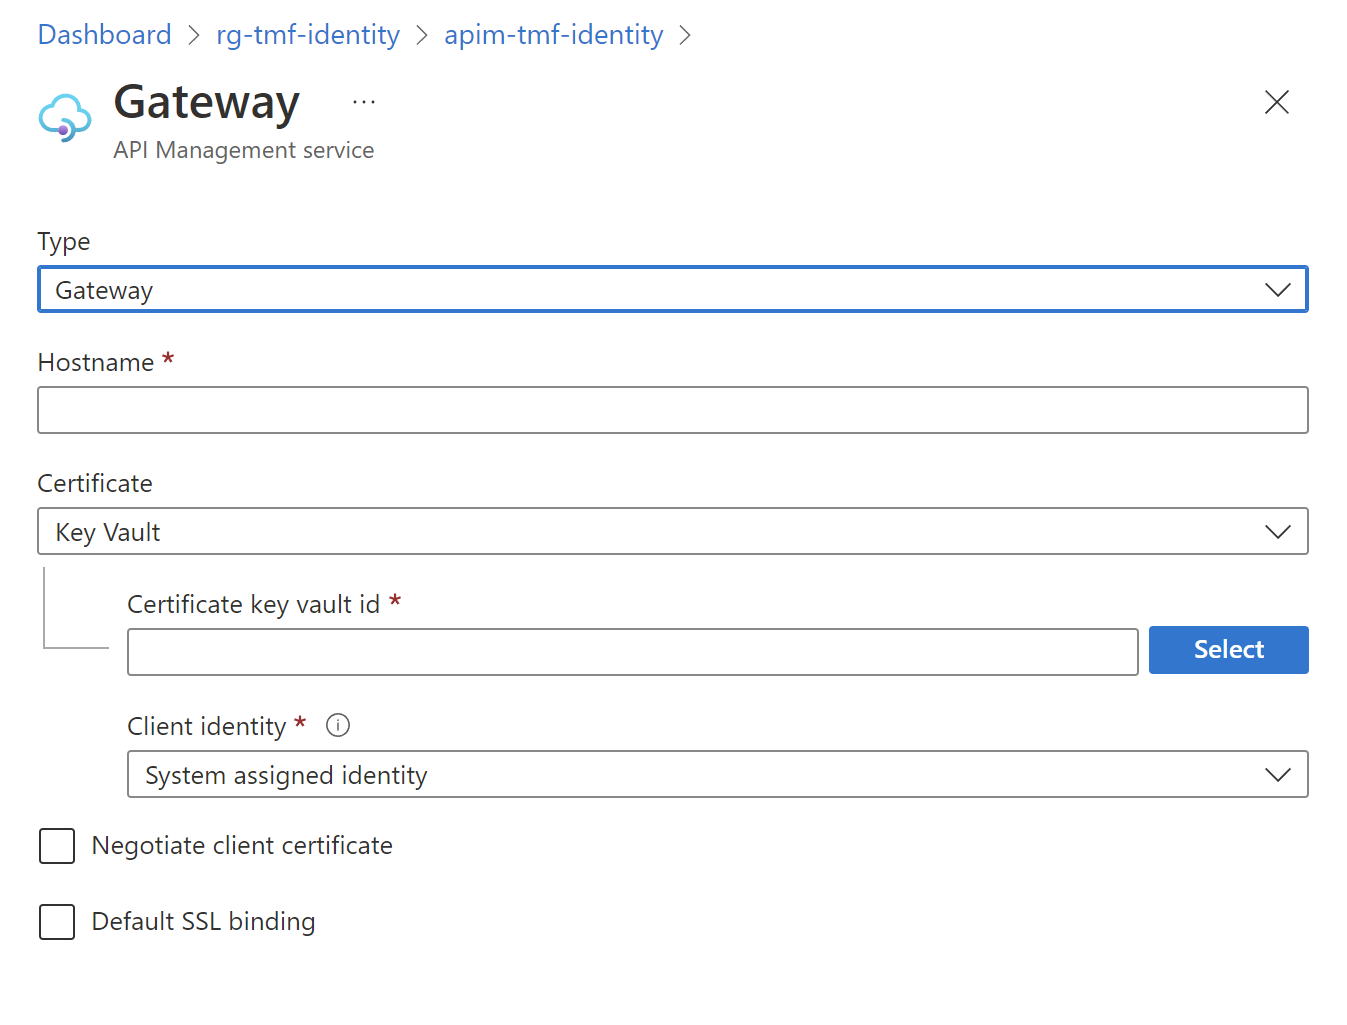 Dashboard > rg-tmf-identity > apim-tmf-identity >
Gateway ...
API Management service
Type
Gateway
Hostname *
Certificate
Key Vault
Certificate key vault id *
Select
Client identity *
System assigned identity
Negotiate client certificate
Default SSL binding